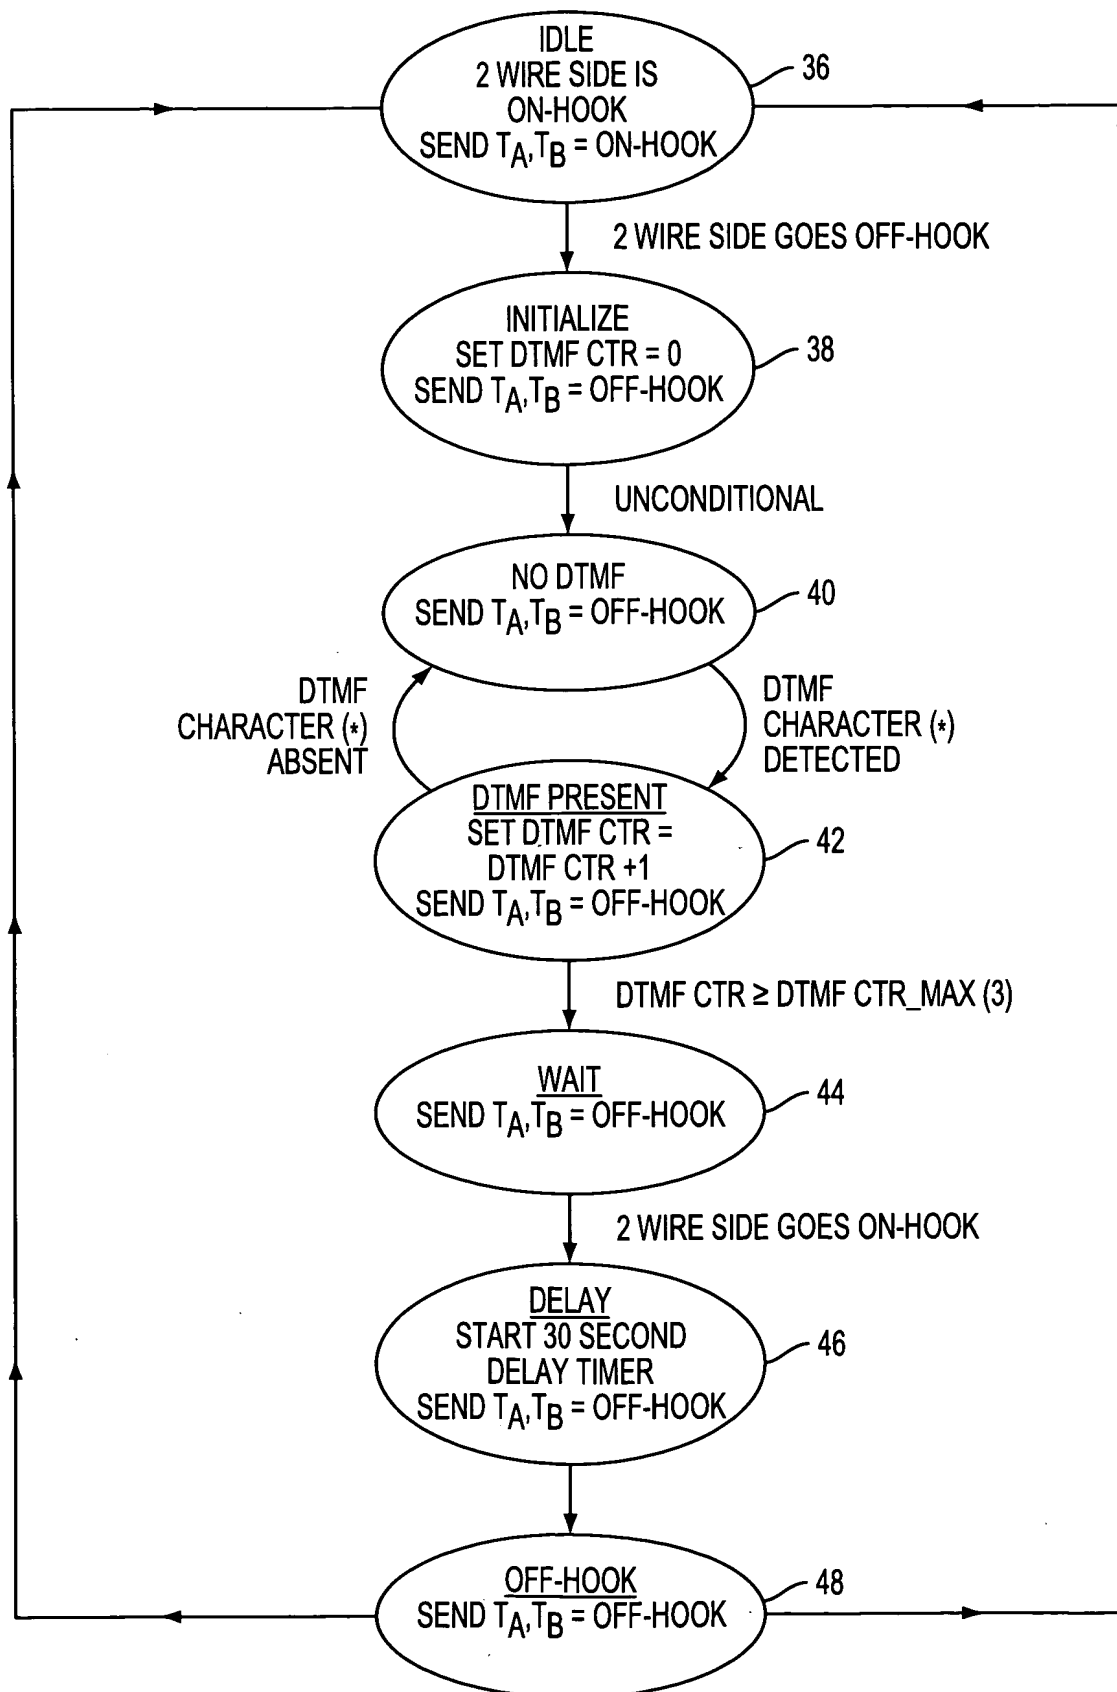 IDLE
2 WIRE SIDE IS
ON-HOOK
SEND TA,TB = ON-HOOK
36
2 WIRE SIDE GOES OFF-HOOK
INITIALIZE
SET DTMF CTR = 0
SEND TA,TB = OFF-HOOK
38
UNCONDITIONAL
NO DTMF
SEND TA,TB = OFF-HOOK
40
DTMF
CHARACTER (*)
ABSENT
DTMF
CHARACTER (*)
DETECTED
DTMF PRESENT
SET DTMF CTR =
DTMF CTR +1
SEND TA,TB = OFF-HOOK
42
DTMF CTR ≥ DTMF CTR_MAX (3)
WAIT
SEND TA,TB = OFF-HOOK
44
2 WIRE SIDE GOES ON-HOOK
DELAY
START 30 SECOND
DELAY TIMER
SEND TA,TB = OFF-HOOK
46
OFF-HOOK
SEND TA,TB = OFF-HOOK
48